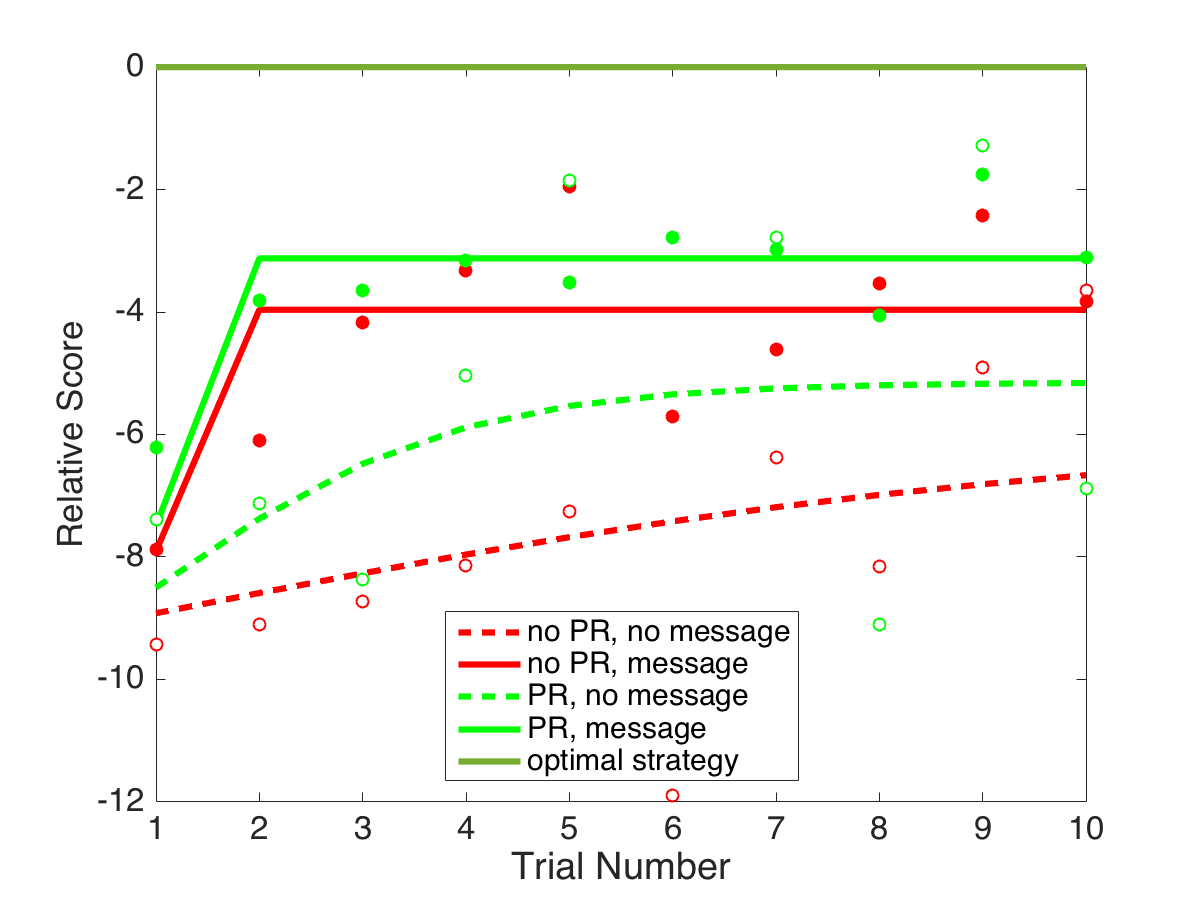 0
-2
-4
-6
-8
-10
-12
Relative Score
no PR, no message
no PR, message
PR, no message
PR, message
optimal strategy
1 2 3 4 5 6 7 8 9 10
Trial Number